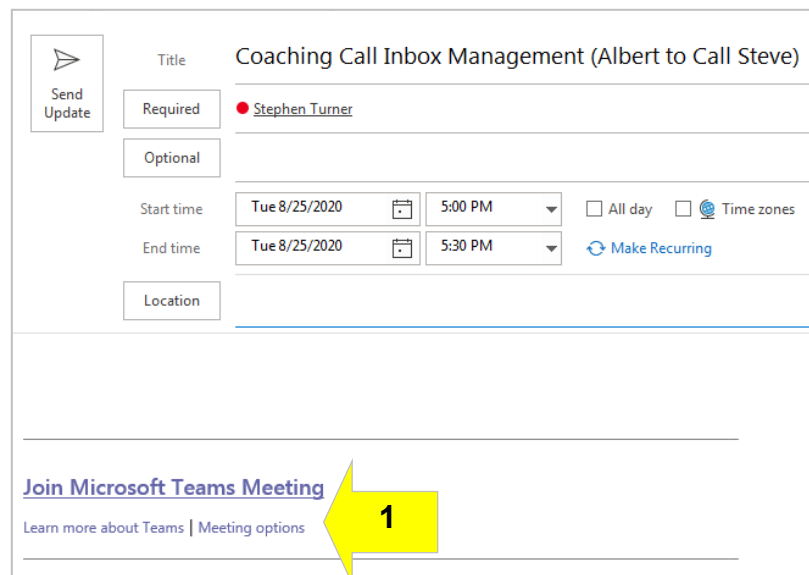 Send
Update
Title
Coaching Call Inbox Management (Albert to Call Steve)
Required
Stephen Turner
Optional
Start time
Tue 8/25/2020
5:00 PM
All day
Time zones
End time
Tue 8/25/2020
5:30 PM
Make Recurring
Location
Join Microsoft Teams Meeting
Learn more about Teams | Meeting options
1